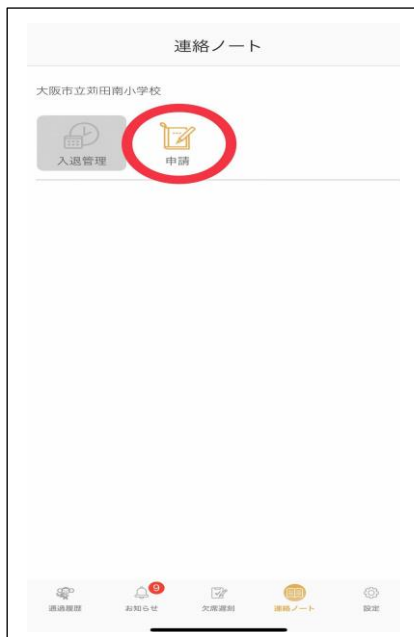 連絡ノート
大阪市立苅田南小学校
入退管理
申請
9
通過履歴
お知らせ
欠席遅刻
連絡ノート
設定